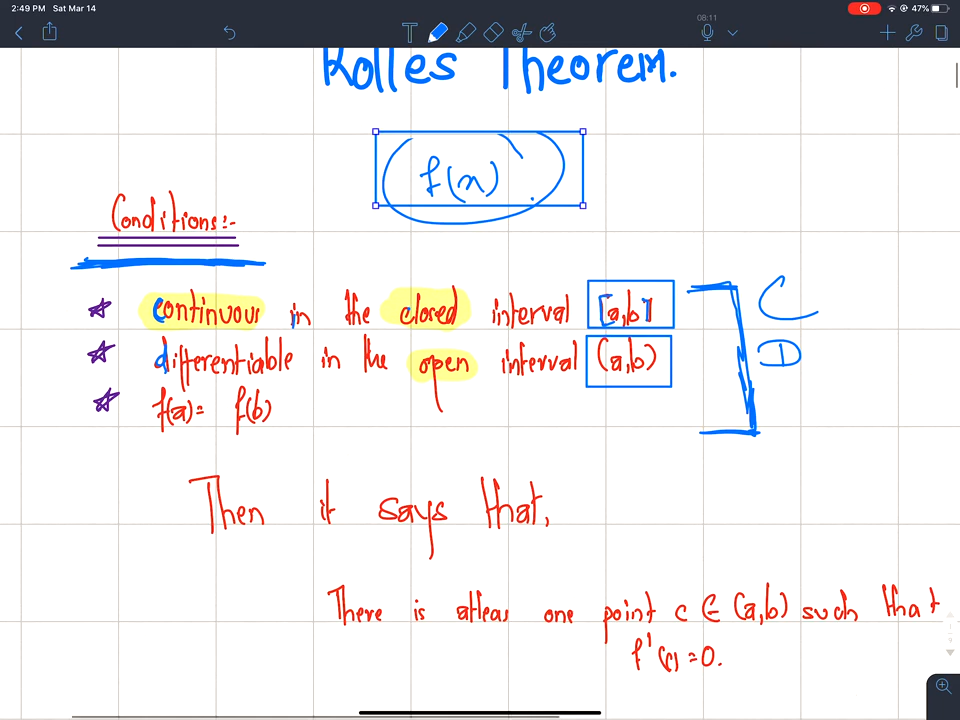 2:49 PM Sat Mar 14
47%
08:11
Rolles Theorem.
f(x)
Conditions:-
continuous in the closed interval [a,b]
differentiable in the open interval (a,b)
f(a)= f(b)
C
D
Then it says that,
There is atleas one point c ∈ (a,b) such that
f'(c) =0.